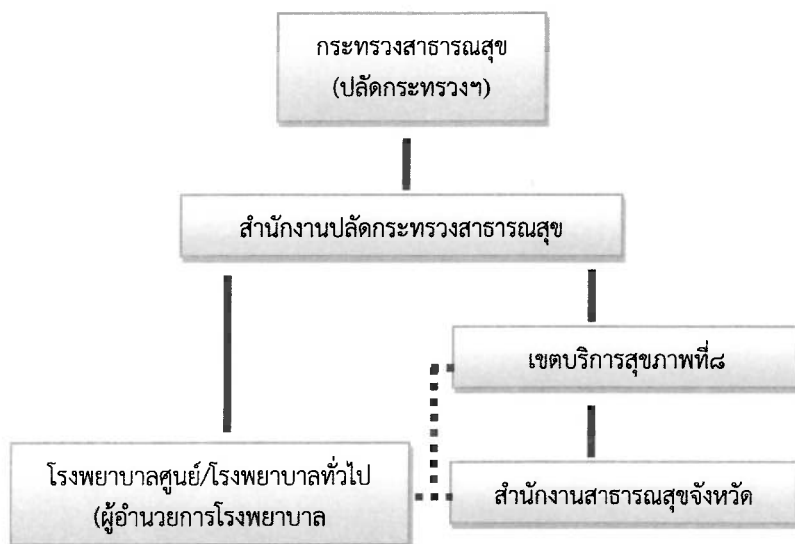 กระทรวงสาธารณสุข
(ปลัดกระทรวงฯ)
สำนักงานปลัดกระทรวงสาธารณสุข
เขตบริการสุขภาพที่๘
โรงพยาบาลศูนย์/โรงพยาบาลทั่วไป
(ผู้อำนวยการโรงพยาบาล
สำนักงานสาธารณสุขจังหวัด